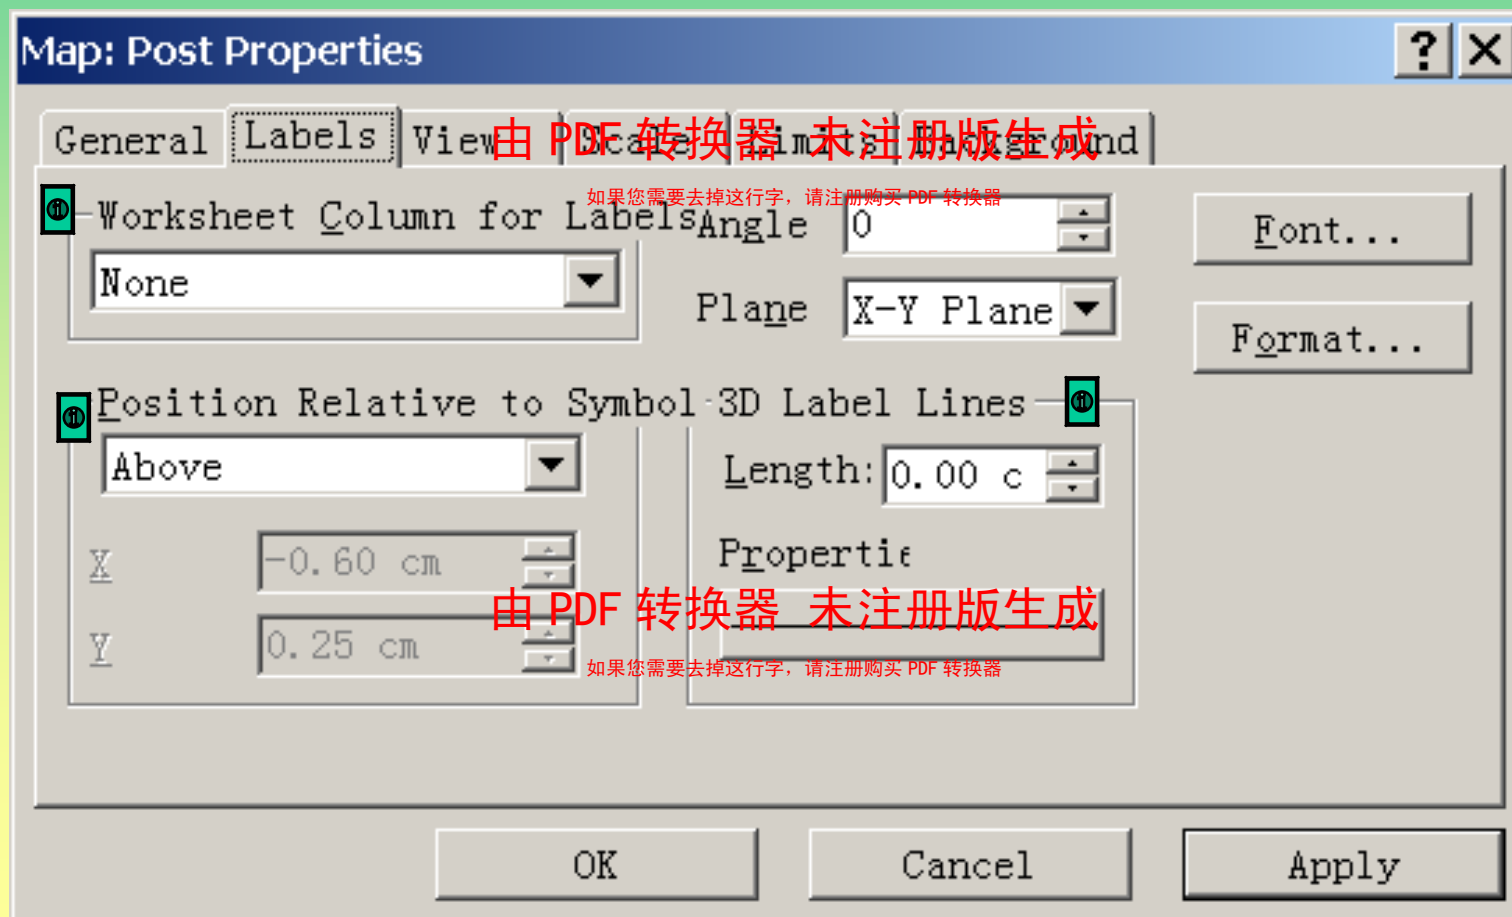 Map: Post Properties
General Labels View Scale Limits Background
由 PDF 转换器 未注册版生成
如果您需要去掉这行字，请注册购买 PDF 转换器
Worksheet Column for Labels
None
Angle 0
Plane X-Y Plane
Font...
Format...
Position Relative to Symbol
Above
X -0.60 cm
Y 0.25 cm
3D Label Lines
Length: 0.00 c
Propertie
由 PDF 转换器 未注册版生成
如果您需要去掉这行字，请注册购买 PDF 转换器
OK Cancel Apply